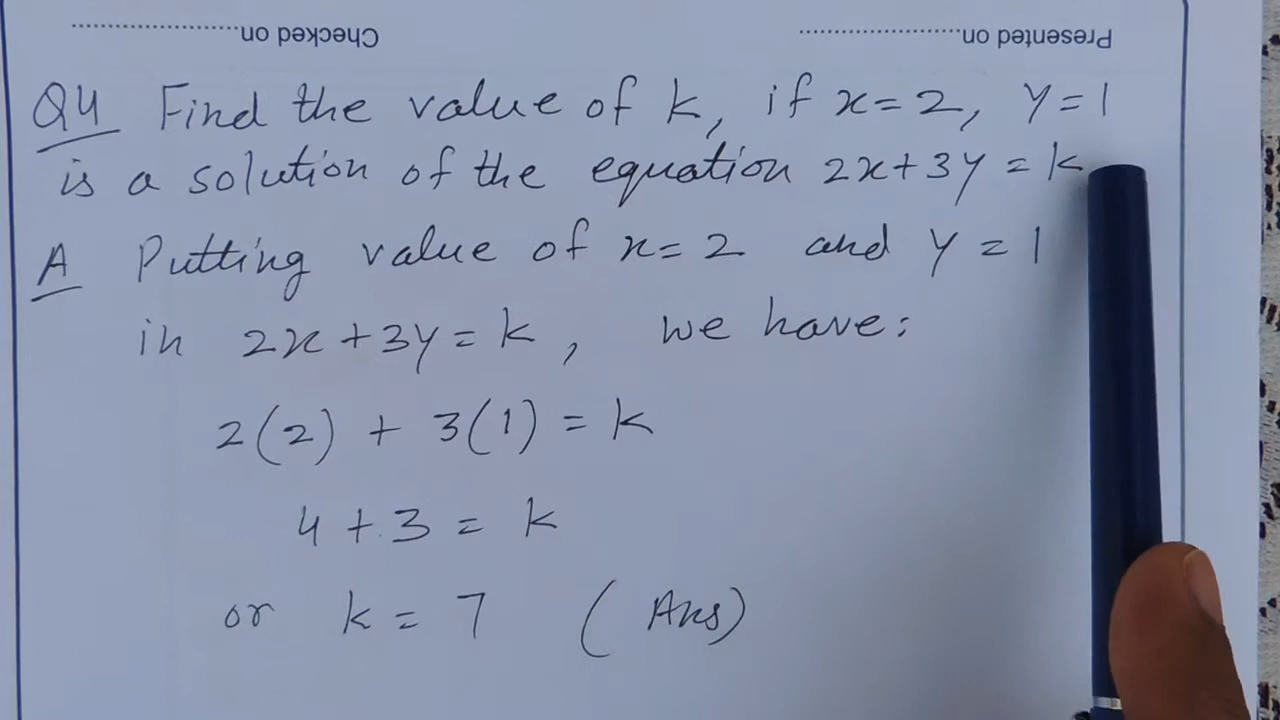 Checked on........................ Presented on........................
Q4 Find the value of k, if x=2, y=1
is a solution of the equation 2x+3y=k
A Putting value of x=2 and y=1
in 2x+3y=k, we have:
2(2) + 3(1) = k
4+3 = k
or k = 7 (Ans)